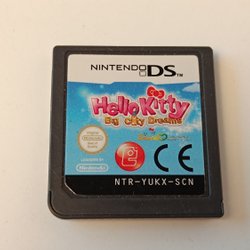 NINTENDO DS
Hello Kitty
Big City Dreams
LICENSED BY
Nintendo
CE
NTR-YUKX-SCN